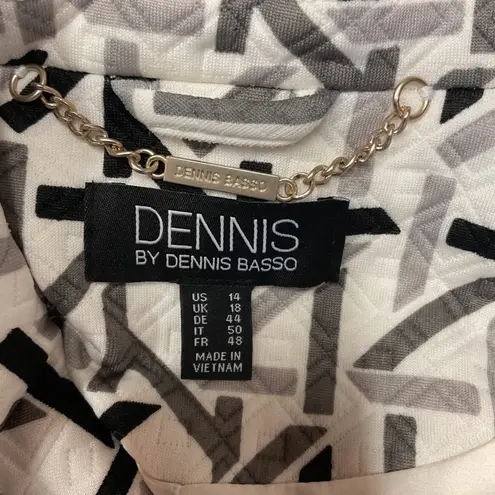 DENNIS BASSO
DENNIS
BY DENNIS BASSO
US 14
UK 18
DE 44
IT 50
FR 48
MADE IN
VIETNAM